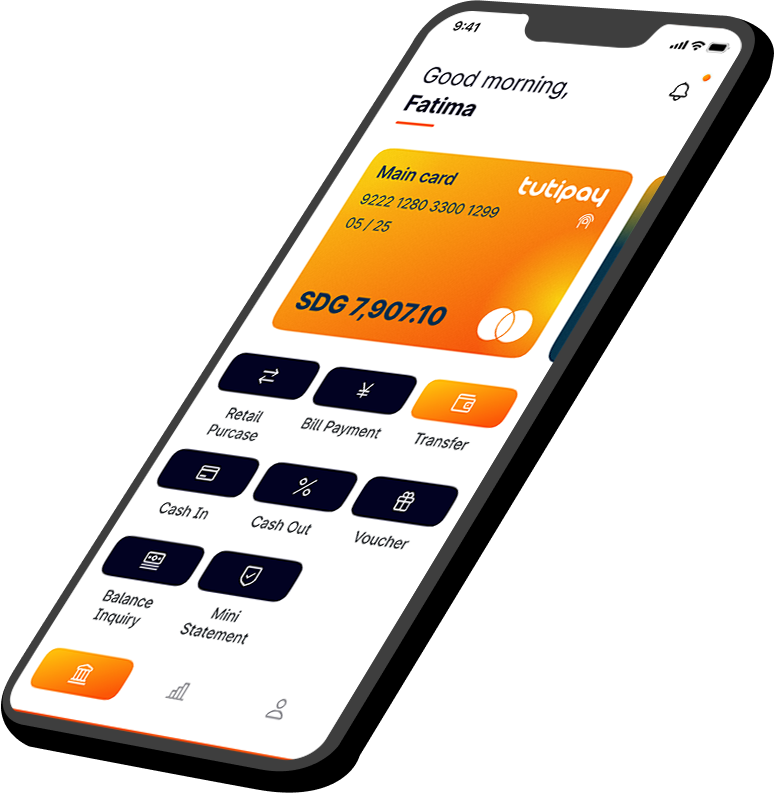 9:41
Good morning,
Fatima
Main card
tutipay
9222 1280 3300 1299
05 / 25
SDG 7,907.10
Retail
Purcase
Bill Payment
Transfer
Cash In
Cash Out
Voucher
Balance
Inquiry
Mini
Statement